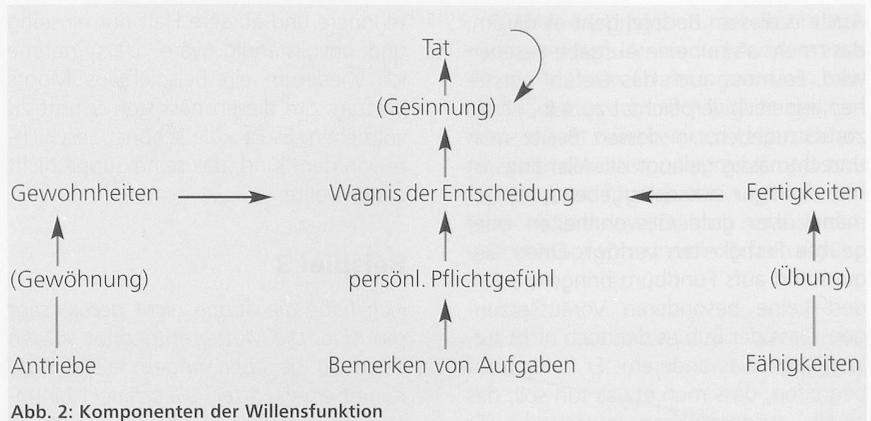 Tat
(Gesinnung)
Gewohnheiten Wagnis der Entscheidung Fertigkeiten
(Gewöhnung) persönl. Pflichtgefühl (Übung)
Antriebe Bemerken von Aufgaben Fähigkeiten
Abb. 2: Komponenten der Willensfunktion